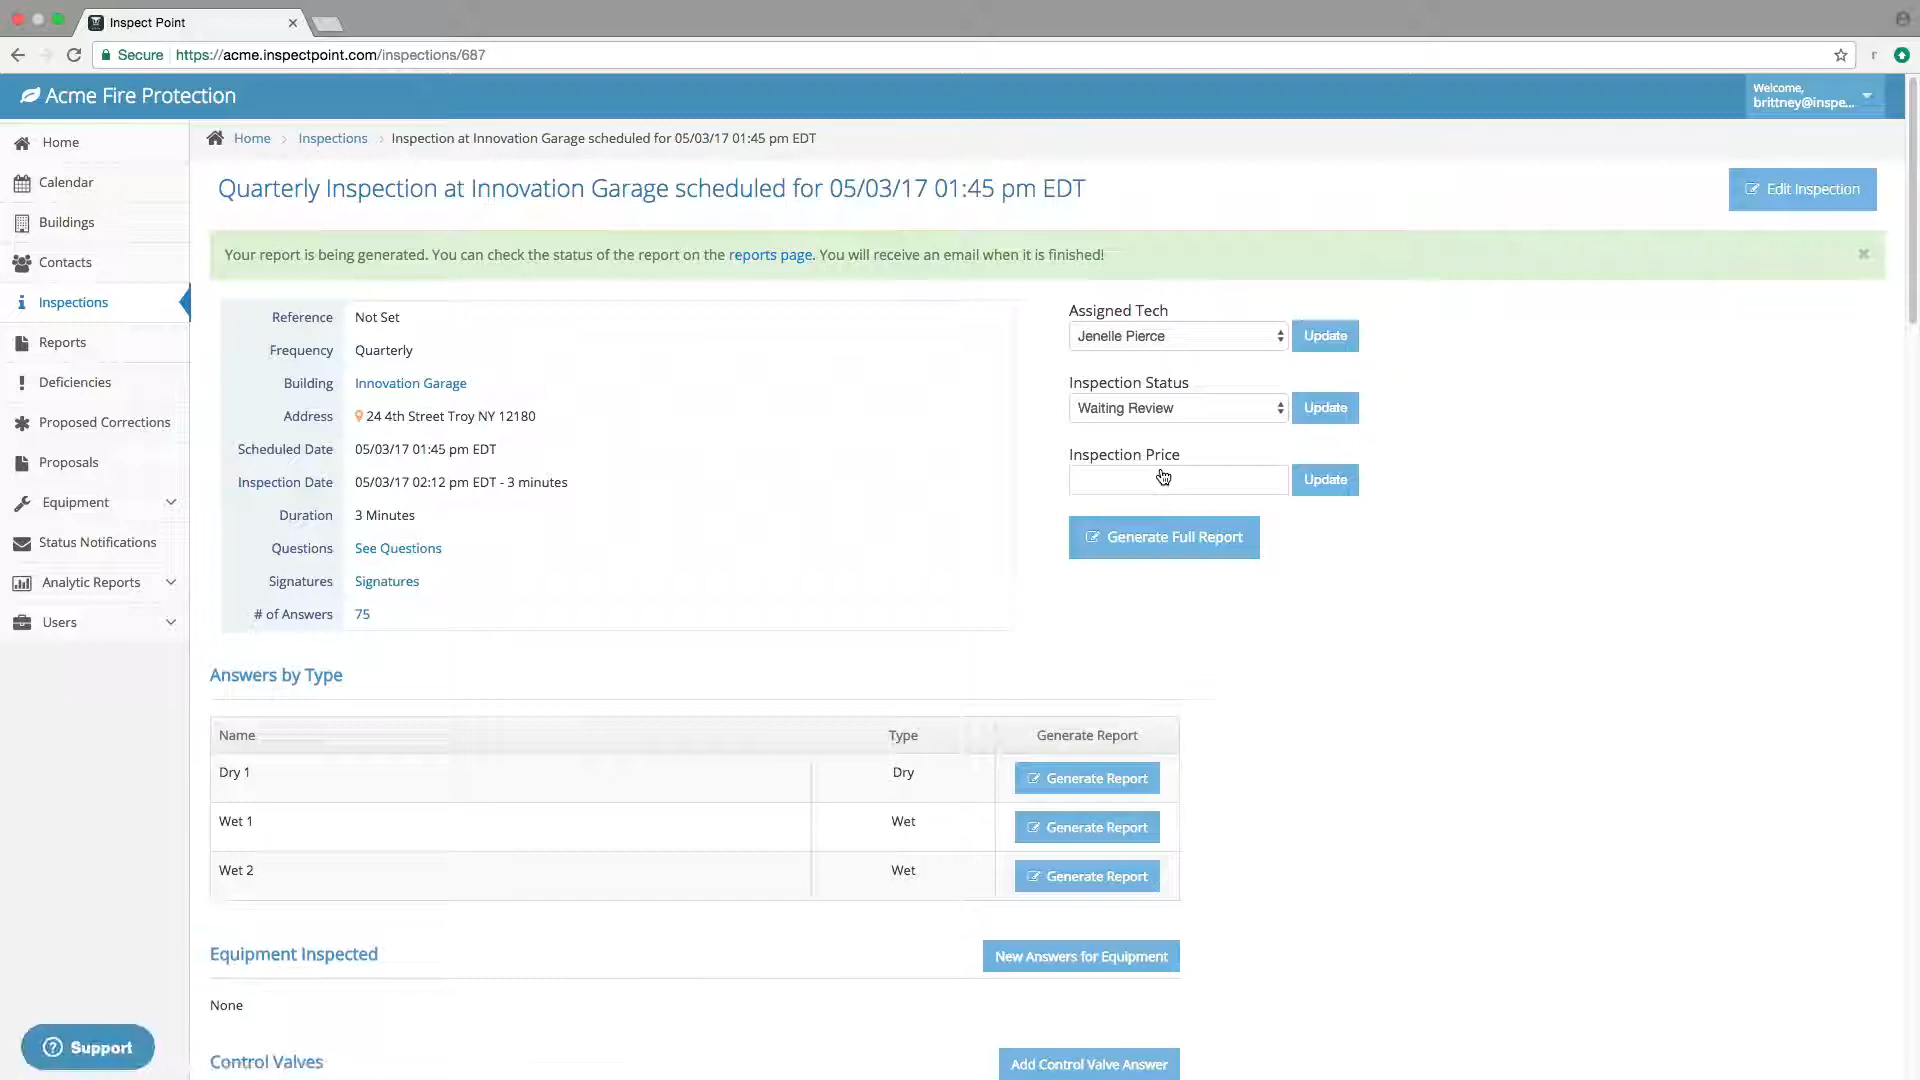 Inspect Point
Secure https://acme.inspectpoint.com/inspections/687
Acme Fire Protection
Welcome,
brittney@inspe...
Home
Calendar
Buildings
Contacts
Inspections
Reports
Deficiencies
Proposed Corrections
Proposals
Equipment
Status Notifications
Analytic Reports
Users
Home Inspections Inspection at Innovation Garage scheduled for 05/03/17 01:45 pm EDT
Quarterly Inspection at Innovation Garage scheduled for 05/03/17 01:45 pm EDT
Edit Inspection
Your report is being generated. You can check the status of the report on the reports page. You will receive an email when it is finished!
Reference Not Set
Frequency Quarterly
Building Innovation Garage
Address 24 4th Street Troy NY 12180
Scheduled Date 05/03/17 01:45 pm EDT
Inspection Date 05/03/17 02:12 pm EDT - 3 minutes
Duration 3 Minutes
Questions See Questions
Signatures Signatures
# of Answers 75
Assigned Tech
Jenelle Pierce Update
Inspection Status
Waiting Review Update
Inspection Price
Update
Generate Full Report
Answers by Type
Name Type Generate Report
Dry 1 Dry Generate Report
Wet 1 Wet Generate Report
Wet 2 Wet Generate Report
Equipment Inspected New Answers for Equipment
None
Control Valves Add Control Valve Answer
Support